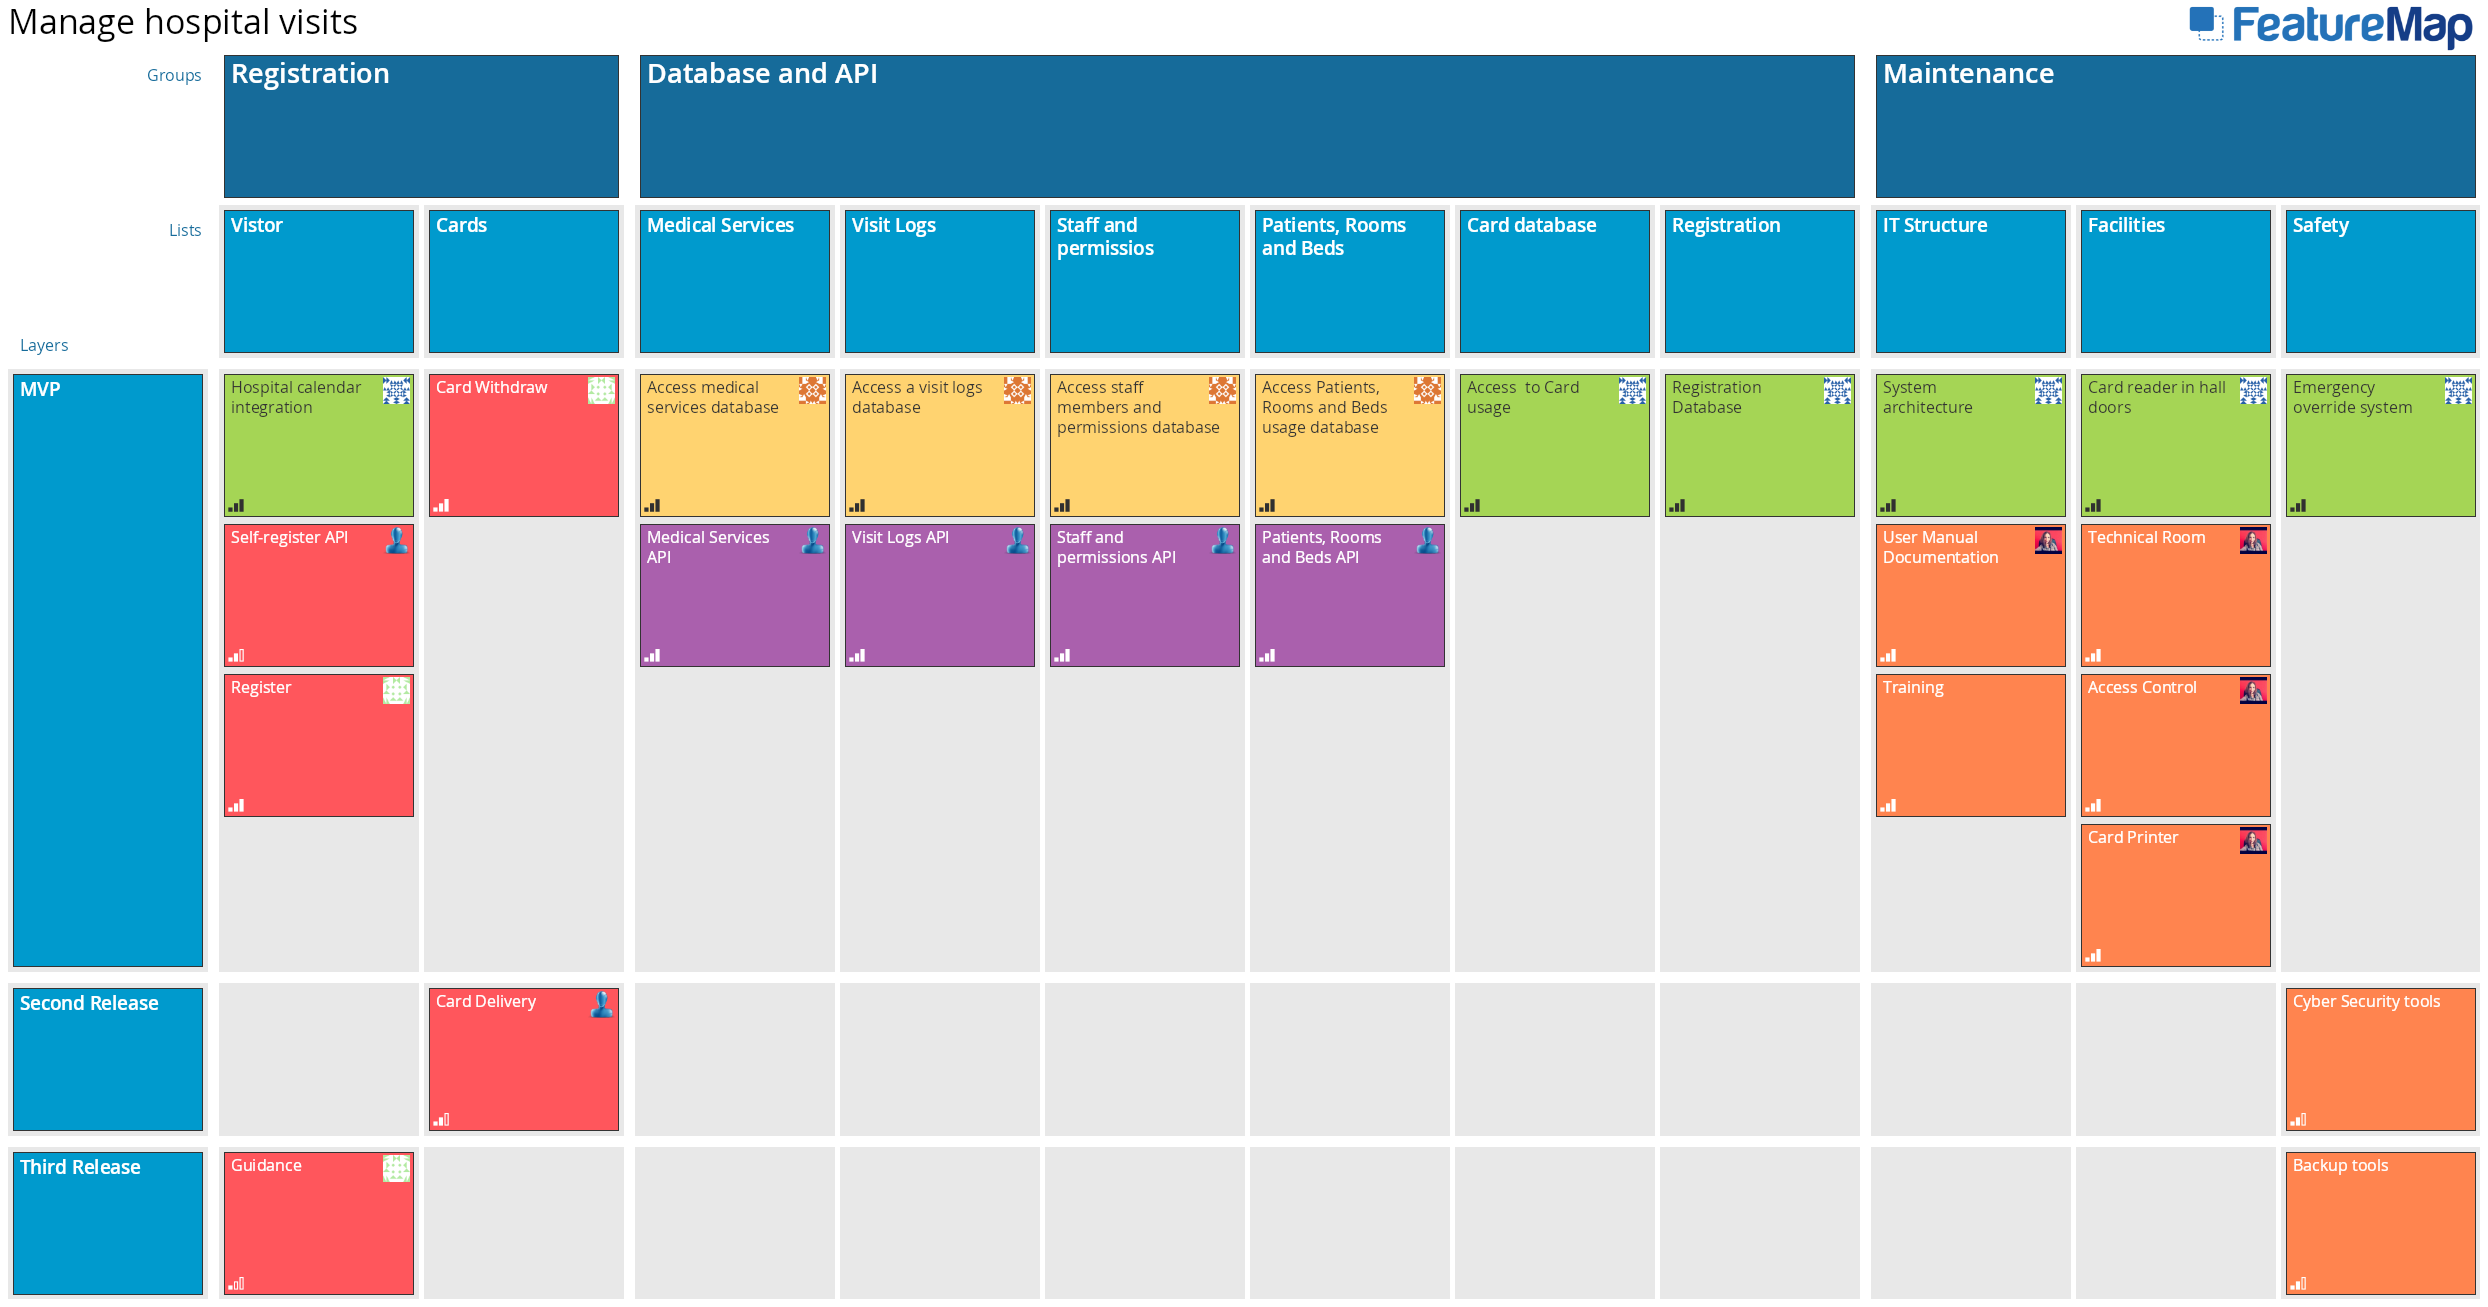 Manage hospital visits
FeatureMap
Groups
Registration
Database and API
Maintenance
Lists
Vistor
Cards
Medical Services
Visit Logs
Staff and
permissios
Patients, Rooms
and Beds
Card database
Registration
IT Structure
Facilities
Safety
Layers
MVP
Hospital calendar
integration
Card Withdraw
Access medical
services database
Access a visit logs
database
Access staff
members and
permissions database
Access Patients,
Rooms and Beds
usage database
Access  to Card
usage
Registration
Database
System
architecture
Card reader in hall
doors
Emergency
override system
Self-register API
Medical Services
API
Visit Logs API
Staff and
permissions API
Patients, Rooms
and Beds API
User Manual
Documentation
Technical Room
Register
Training
Access Control
Card Printer
Second Release
Card Delivery
Cyber Security tools
Third Release
Guidance
Backup tools